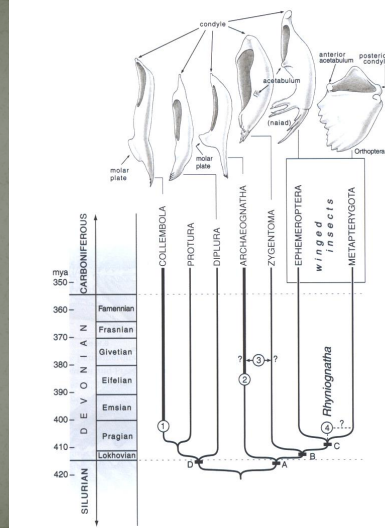 condyle
anterior
acetabulum
posterior
condyl
acetabulum
(naiad)
Orthoptera
molar
plate
molar
plate
COLLEMBOLA
PROTURA
DIPLURA
ARCHAEOGNATHA
ZYGENTOMA
EPHEMEROPTERA
winged
insects
METAPTERYGOTA
mya
350
360
370
380
390
400
410
420
CARBONIFEROUS
DEVONIAN
SILURIAN
Famennian
Frasnian
Givetian
Eifelian
Emsian
Pragian
Lokhovian
? 3 ?
2
1
Rhyniognatha
4 ?
C
B
A
D